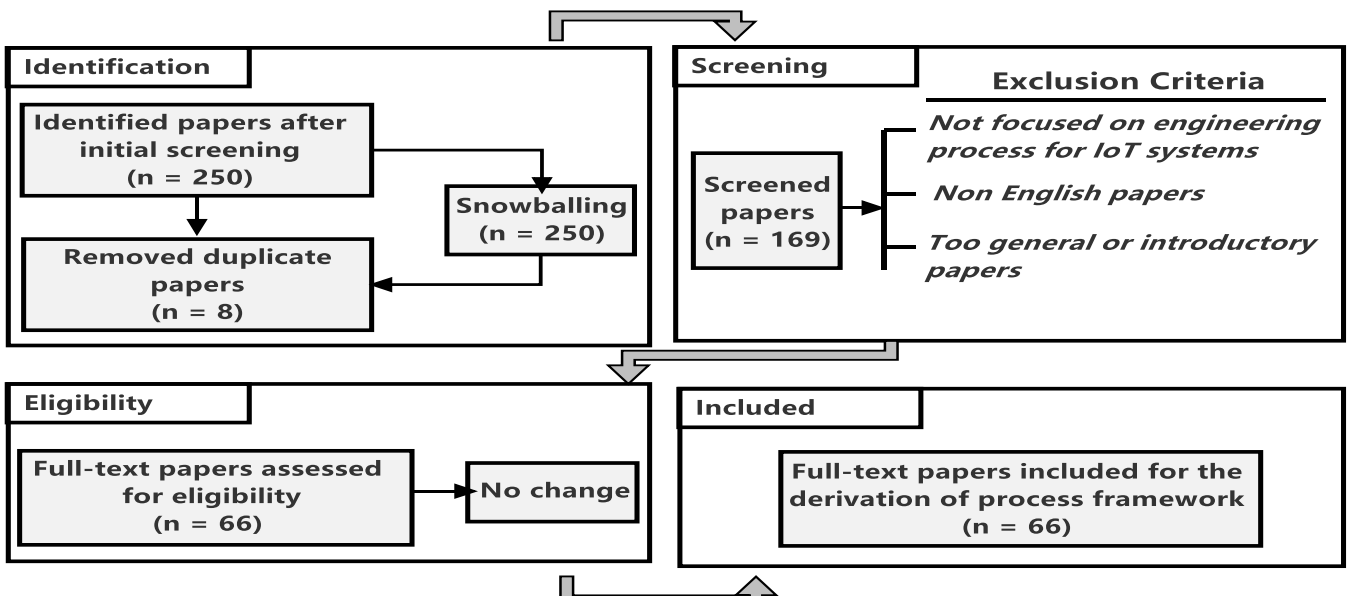 Identification
Identified papers after
initial screening
(n = 250)
Snowballing
(n = 250)
Removed duplicate
papers
(n = 8)
Screening
Exclusion Criteria
Screened
papers
(n = 169)
Not focused on engineering
process for IoT systems
Non English papers
Too general or introductory
papers
Eligibility
Full-text papers assessed
for eligibility
(n = 66)
No change
Included
Full-text papers included for the
derivation of process framework
(n = 66)